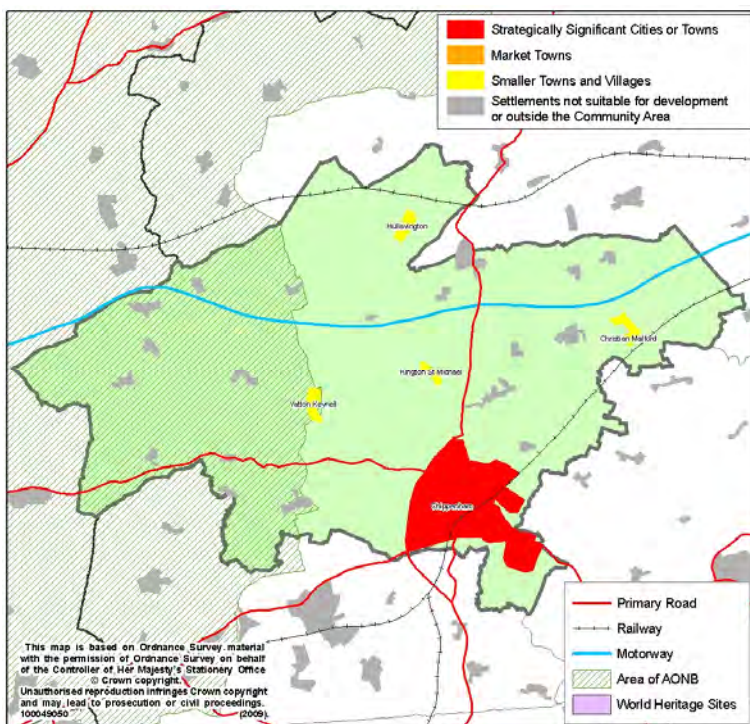 Strategically Significant Cities or Towns
Market Towns
Smaller Towns and Villages
Settlements not suitable for development
or outside the Community Area
Hullavington
Christian Malford
Kington St Michael
Yatton Keynell
Chippenham
Primary Road
Railway
Motorway
Area of AONB
World Heritage Sites
This map is based on Ordnance Survey material
with the permission of Ordnance Survey on behalf
of the Controller of Her Majesty's Stationery Office
© Crown copyright.
Unauthorised reproduction infringes Crown copyright
and may lead to prosecution or civil proceedings.
100049050 (2009)